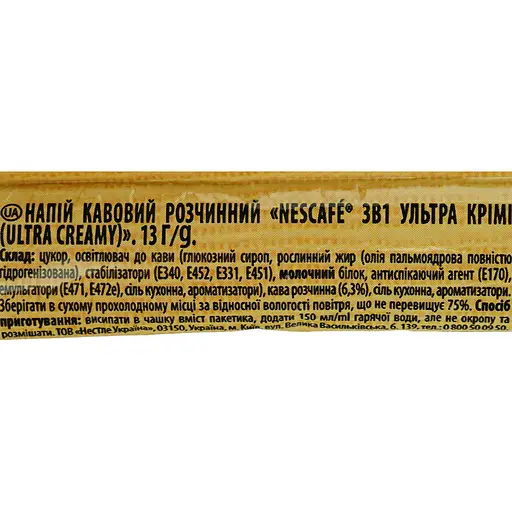 UA НАПІЙ КАВОВИЙ РОЗЧИННИЙ «NESCAFÉ® 3В1 УЛЬТРА КРІМІ
(ULTRA CREAMY)». 13 Г/g.
Склад: цукор, освітлювач до кави (глюкозний сироп, рослинний жир (олія пальмоядрова повністю
гідрогенізована), стабілізатори (E340, E452, E331, E451), молочний білок, антиспікаючий агент (E170),
емульгатори (E471, E472e), сіль кухонна, ароматизатори), кава розчинна (6,3%), сіль кухонна, ароматизатори.
Зберігати в сухому прохолодному місці за відносної вологості повітря, що не перевищує 75%. Спосіб
приготування: висипати в чашку вміст пакетика, додати 150 мл/ml гарячої води, але не окропу та
розмішати. ТОВ «Нестле Україна», 03150, Україна, м. Київ, вул. Велика Васильківська, б. 139, тел.: 0 800 50 09 50.